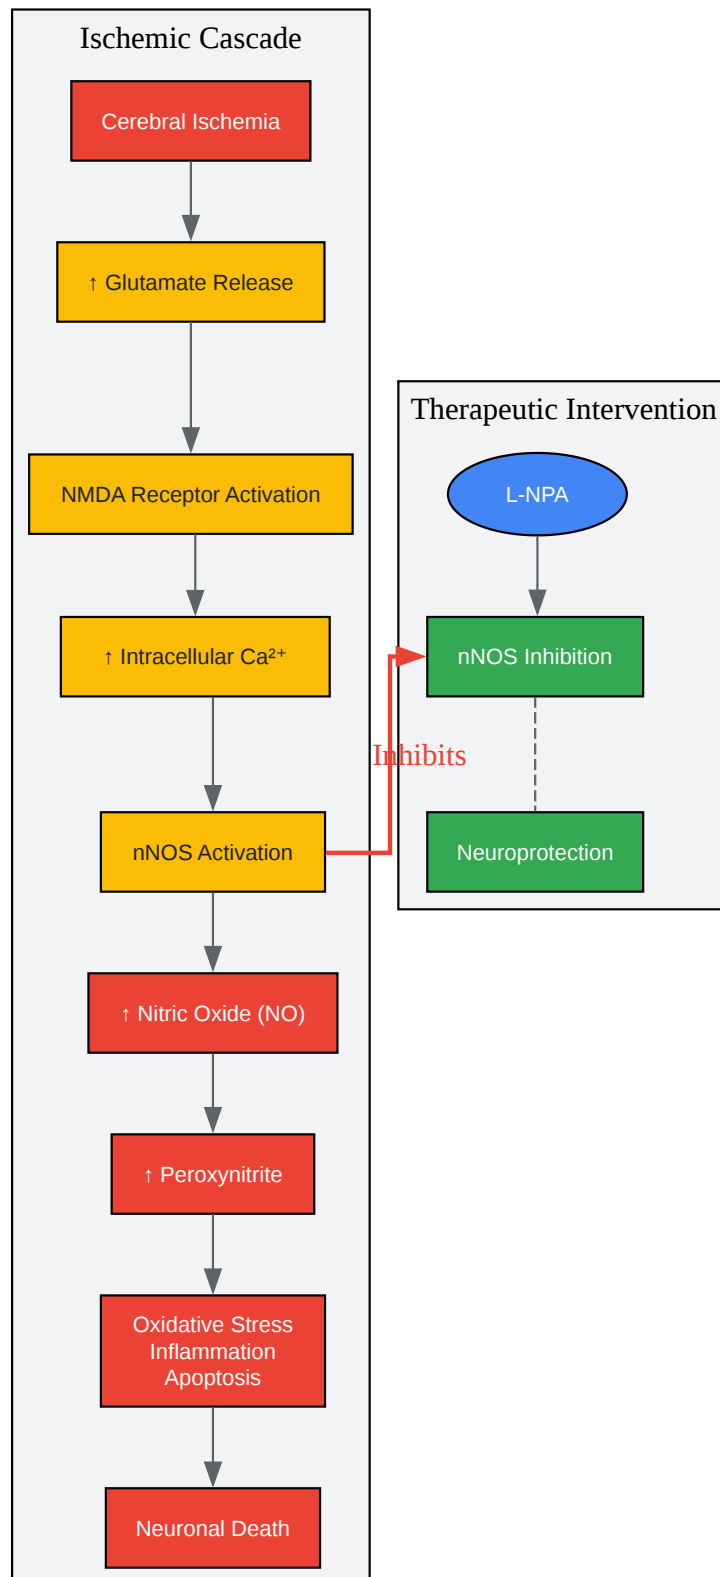 Ischemic Cascade
Cerebral Ischemia
↑ Glutamate Release
NMDA Receptor Activation
↑ Intracellular Ca²⁺
nNOS Activation
↑ Nitric Oxide (NO)
↑ Peroxynitrite
Oxidative Stress
Inflammation
Apoptosis
Neuronal Death
Inhibits
Therapeutic Intervention
L-NPA
nNOS Inhibition
Neuroprotection